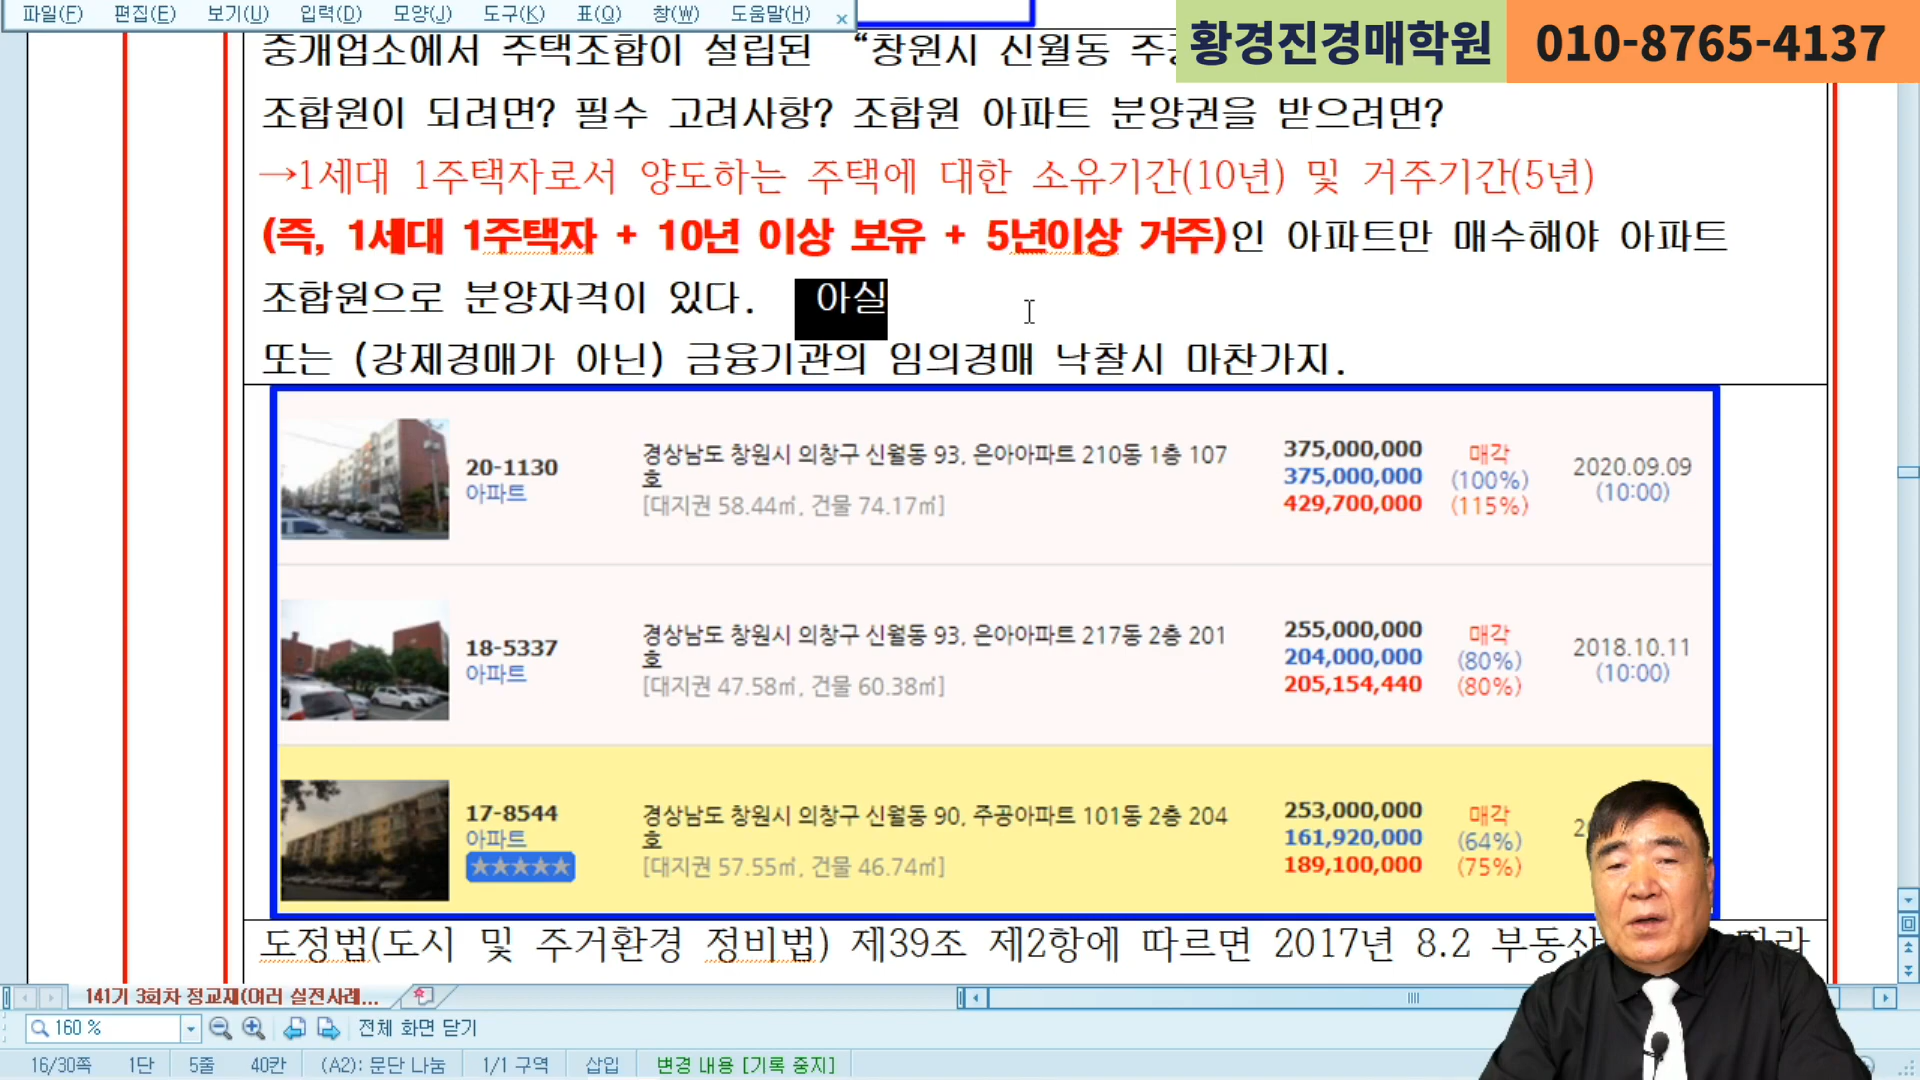 파일(F) 편집(E) 보기(U) 입력(D) 모양(J) 도구(K) 표(Q) 창(W) 도움말(H)
황경진경매학원 010-8765-4137
중개업소에서 주택조합이 설립된 “창원시 신월동
조합원이 되려면? 필수 고려사항? 조합원 아파트 분양권을 받으려면?
→1세대 1주택자로서 양도하는 주택에 대한 소유기간(10년) 및 거주기간(5년)
(즉, 1세대 1주택자 + 10년 이상 보유 + 5년이상 거주)인 아파트만 매수해야 아파트
조합원으로 분양자격이 있다. 아실
또는 (강제경매가 아닌) 금융기관의 임의경매 낙찰시 마찬가지.
20-1130
아파트
경상남도 창원시 의창구 신월동 93, 은아아파트 210동 1층 107
호
[대지권 58.44㎡, 건물 74.17㎡]
375,000,000
375,000,000
429,700,000
매각
(100%)
(115%)
2020.09.09
(10:00)
18-5337
아파트
경상남도 창원시 의창구 신월동 93, 은아아파트 217동 2층 201
호
[대지권 47.58㎡, 건물 60.38㎡]
255,000,000
204,000,000
205,154,440
매각
(80%)
(80%)
2018.10.11
(10:00)
17-8544
아파트
★★★★★
경상남도 창원시 의창구 신월동 90, 주공아파트 101동 2층 204
호
[대지권 57.55㎡, 건물 46.74㎡]
253,000,000
161,920,000
189,100,000
매각
(64%)
(75%)
도정법(도시 및 주거환경 정비법) 제39조 제2항에 따르면 2017년 8.2
141기 3회차 정교재(여러 실전사례...
160 % 전체 화면 닫기
16/30쪽 1단 5줄 40칸 (A2): 문단 나눔 1/1 구역 삽입 변경 내용 [기록 중지]